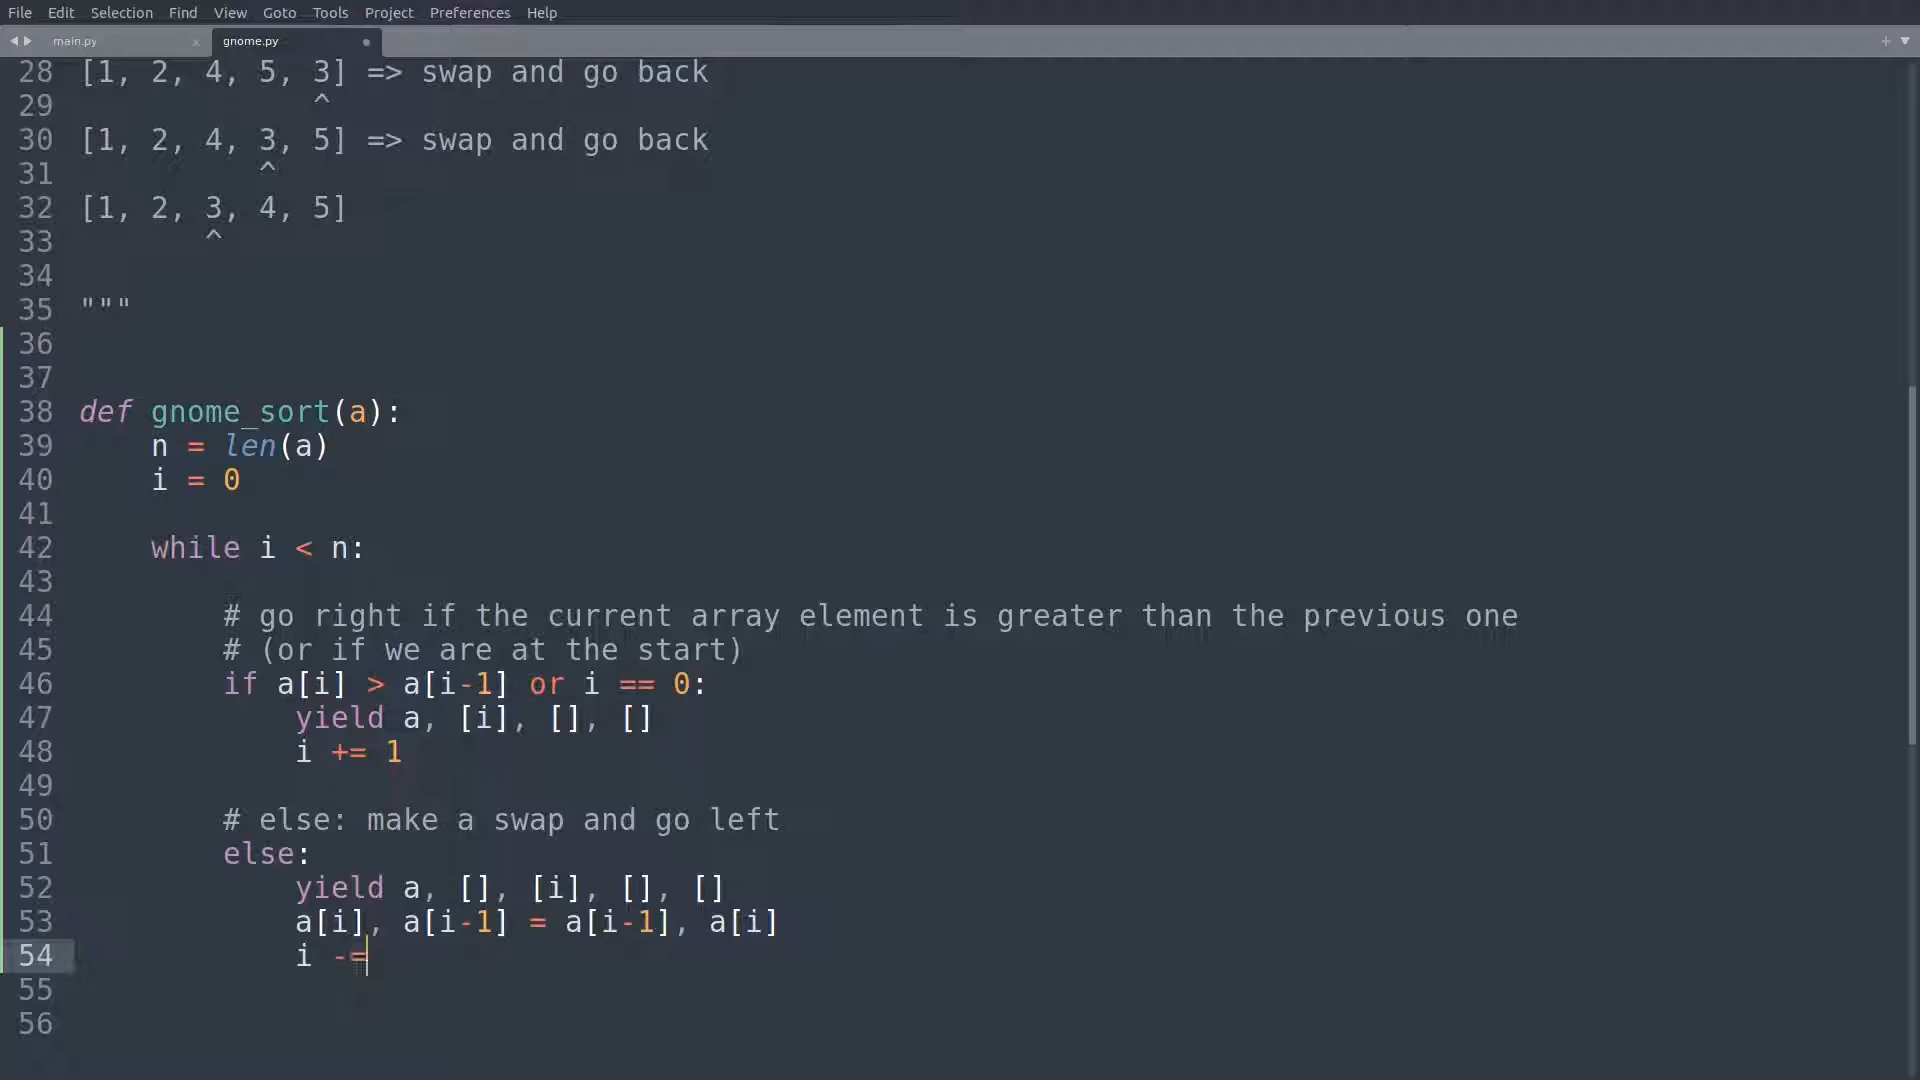 File Edit Selection Find View Goto Tools Project Preferences Help
main.py x gnome.py
28 [1, 2, 4, 5, 3] => swap and go back
29 ^
30 [1, 2, 4, 3, 5] => swap and go back
31 ^
32 [1, 2, 3, 4, 5]
33 ^
34
35 """
36
37
38 def gnome_sort(a):
39 n = len(a)
40 i = 0
41
42 while i < n:
43
44 # go right if the current array element is greater than the previous one
45 # (or if we are at the start)
46 if a[i] > a[i-1] or i == 0:
47 yield a, [i], [], []
48 i += 1
49
50 # else: make a swap and go left
51 else:
52 yield a, [], [i], [], []
53 a[i], a[i-1] = a[i-1], a[i]
54 i -=
55
56